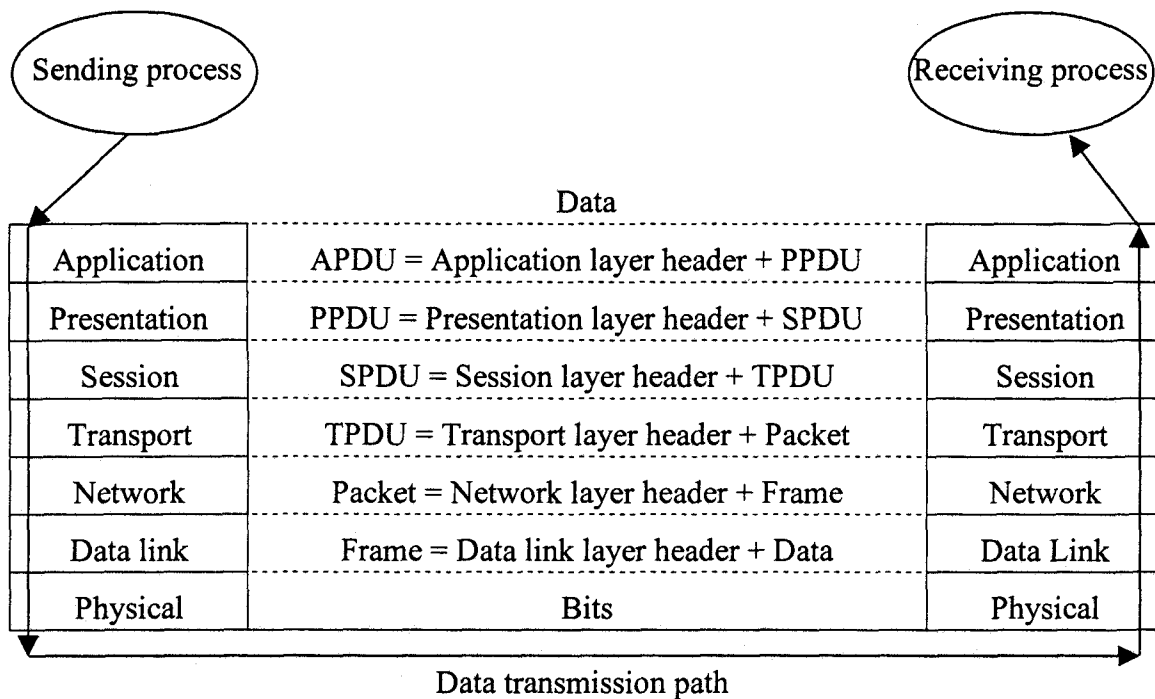 Sending process
Receiving process
Data
Application
APDU = Application layer header + PPDU
Application
Presentation
PPDU = Presentation layer header + SPDU
Presentation
Session
SPDU = Session layer header + TPDU
Session
Transport
TPDU = Transport layer header + Packet
Transport
Network
Packet = Network layer header + Frame
Network
Data link
Frame = Data link layer header + Data
Data Link
Physical
Bits
Physical
Data transmission path